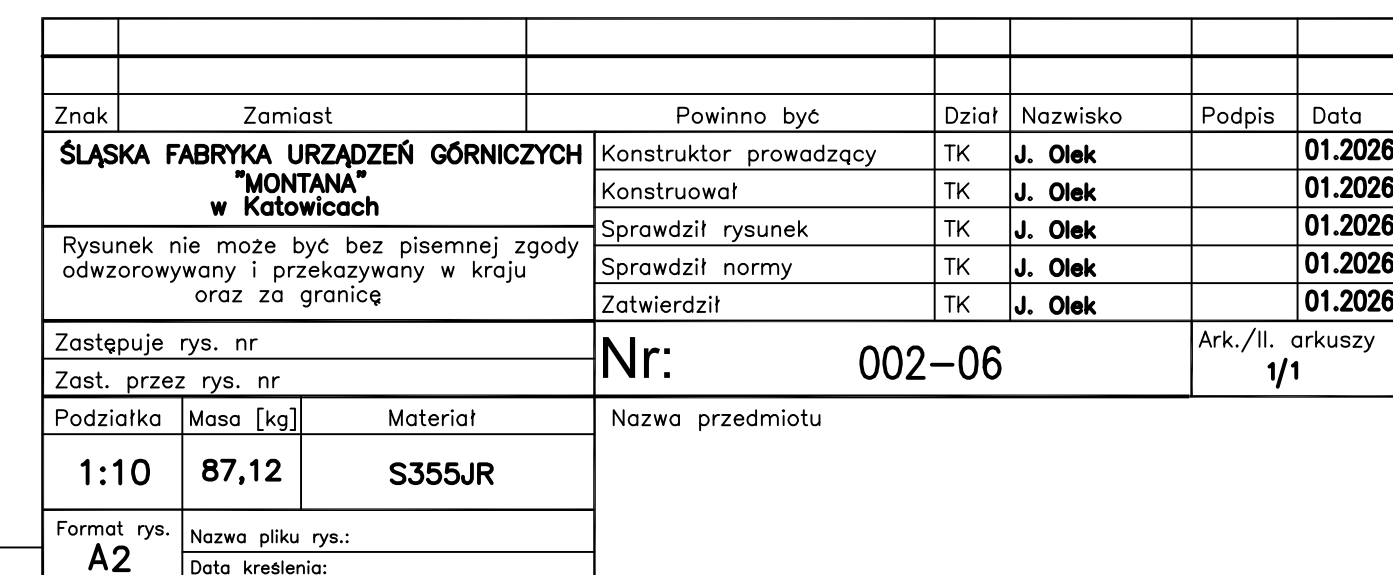 Znak Zamiast Powinno być Dział Nazwisko Podpis Data
ŚLĄSKA FABRYKA URZĄDZEŃ GÓRNICZYCH
"MONTANA"
w Katowicach
Rysunek nie może być bez pisemnej zgody
odwzorowywany i przekazywany w kraju
oraz za granicę
Konstruktor prowadzący TK J. Olek 01.2026
Konstruował TK J. Olek 01.2026
Sprawdził rysunek TK J. Olek 01.2026
Sprawdził normy TK J. Olek 01.2026
Zatwierdził TK J. Olek 01.2026
Zastępuje rys. nr
Zast. przez rys. nr
Nr: 002-06
Ark./Il. arkuszy
1/1
Podziałka Masa [kg] Materiał
1:10 87,12 S355JR
Nazwa przedmiotu
Format rys.
A2
Nazwa pliku rys.:
Data kreślenia: